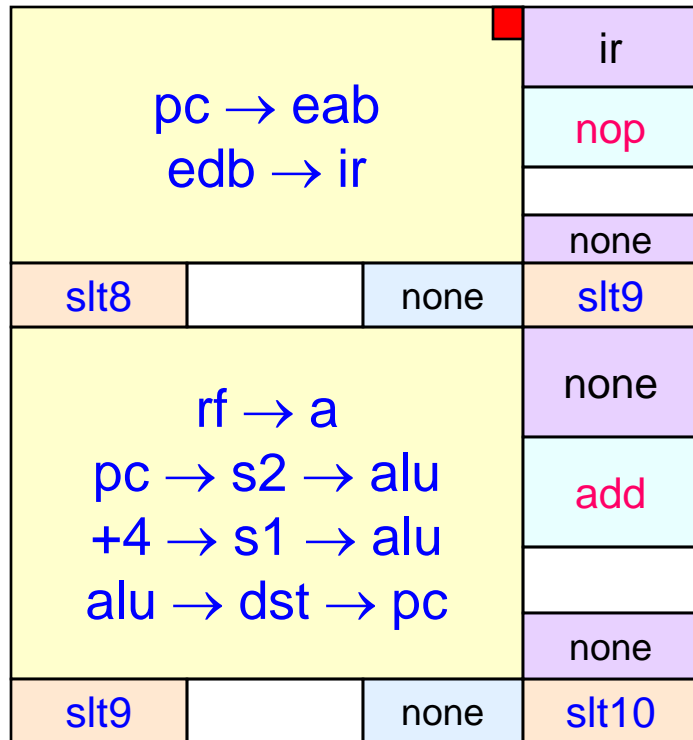 pc → eab
edb → ir
ir
nop
none
slt8
none
slt9
rf → a
pc → s2 → alu
+4 → s1 → alu
alu → dst → pc
none
add
none
slt9
none
slt10